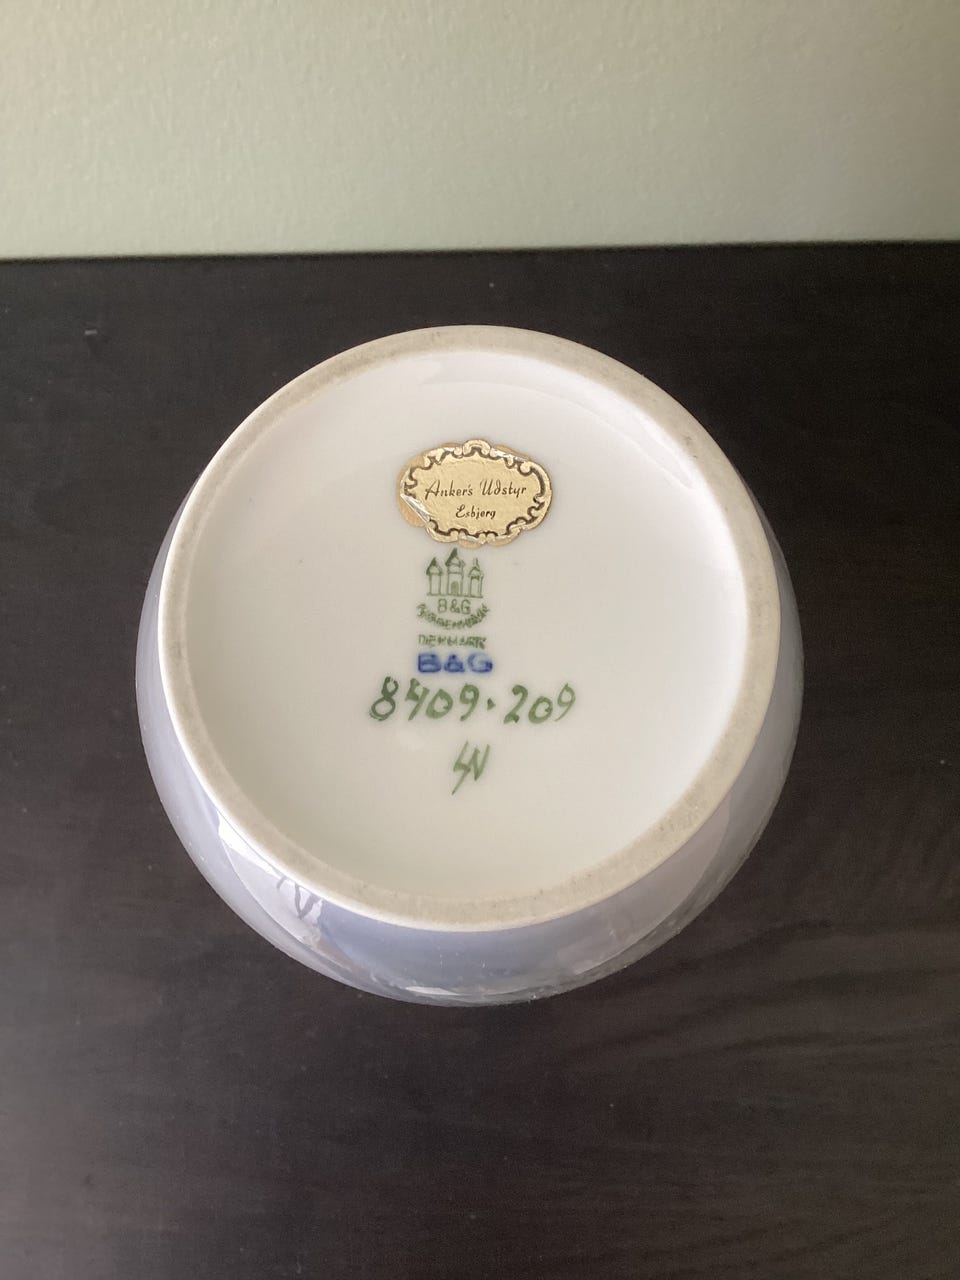 Anker's Udstyr
Esbjerg
B&G
KJØBENHAVN
DENMARK
B&G
8409·209